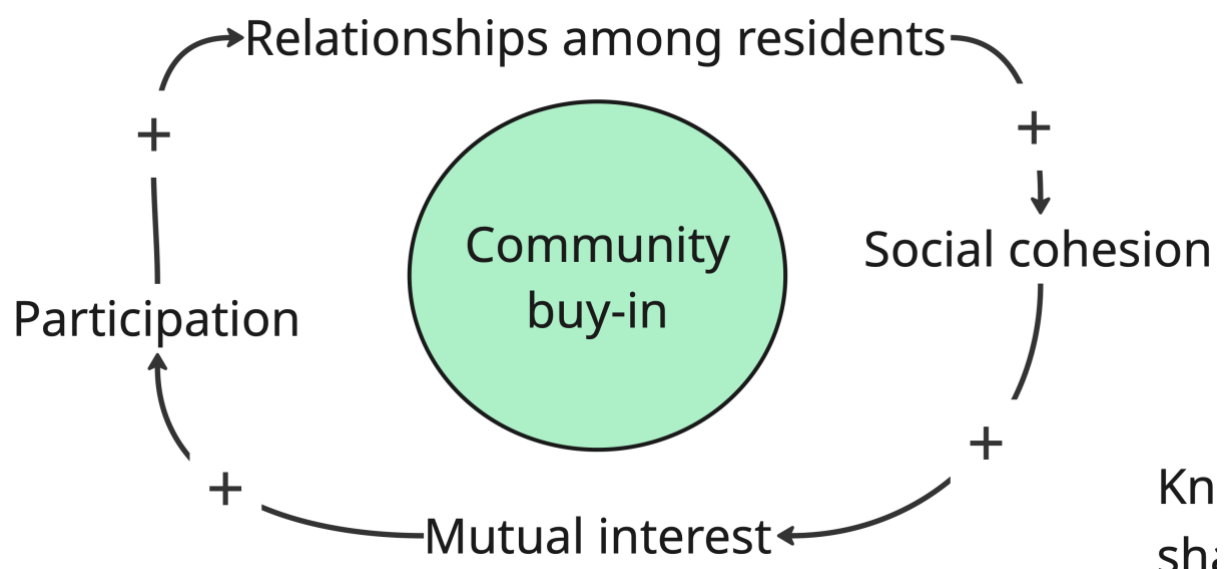 Relationships among residents
+
+
Community
buy-in
Social cohesion
Participation
+
+
Mutual interest